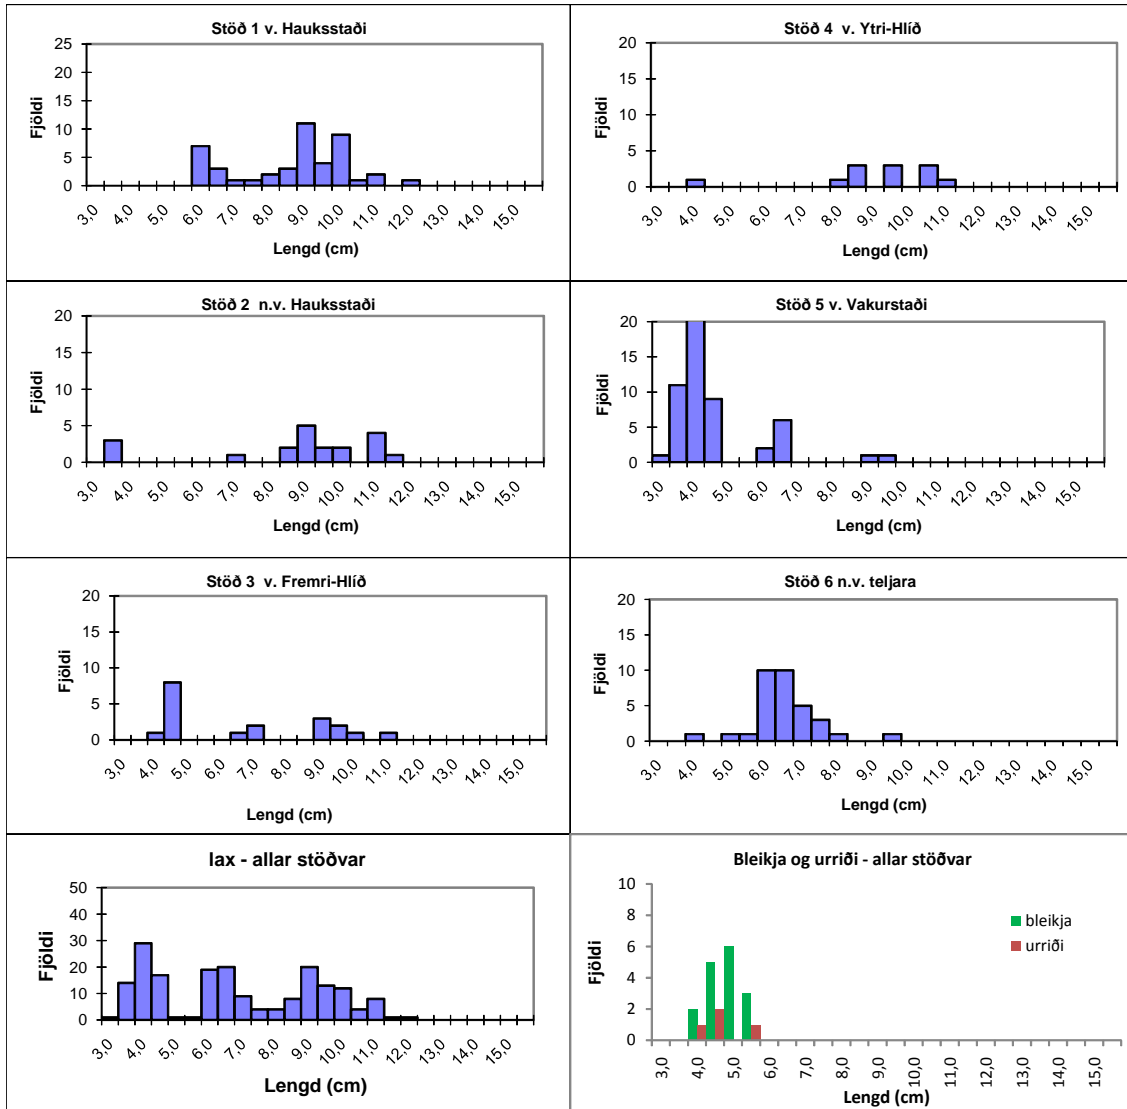 Stöð 1 v. Hauksstaði
25
20
15
10
5
0
Fjöldi
3,0 4,0 5,0 6,0 7,0 8,0 9,0 10,0 11,0 12,0 13,0 14,0 15,0
Lengd (cm)
Stöð 4 v. Ytri-Hlíð
20
15
10
5
0
Fjöldi
3,0 4,0 5,0 6,0 7,0 8,0 9,0 10,0 11,0 12,0 13,0 14,0 15,0
Lengd (cm)
Stöð 2 n.v. Hauksstaði
20
15
10
5
0
Fjöldi
3,0 4,0 5,0 6,0 7,0 8,0 9,0 10,0 11,0 12,0 13,0 14,0 15,0
Lengd (cm)
Stöð 5 v. Vakurstaði
20
15
10
5
0
Fjöldi
3,0 4,0 5,0 6,0 7,0 8,0 9,0 10,0 11,0 12,0 13,0 14,0 15,0
Lengd (cm)
Stöð 3 v. Fremri-Hlíð
20
15
10
5
0
Fjöldi
3,0 4,0 5,0 6,0 7,0 8,0 9,0 10,0 11,0 12,0 13,0 14,0 15,0
Lengd (cm)
Stöð 6 n.v. teljara
20
15
10
5
0
Fjöldi
3,0 4,0 5,0 6,0 7,0 8,0 9,0 10,0 11,0 12,0 13,0 14,0 15,0
Lengd (cm)
lax - allar stöðvar
50
40
30
20
10
0
Fjöldi
3,0 4,0 5,0 6,0 7,0 8,0 9,0 10,0 11,0 12,0 13,0 14,0 15,0
Lengd (cm)
Bleikja og urriði - allar stöðvar
10
8
6
4
2
0
Fjöldi
bleikja
urriði
3,0 4,0 5,0 6,0 7,0 8,0 9,0 10,0 11,0 12,0 13,0 14,0 15,0
Lengd (cm)